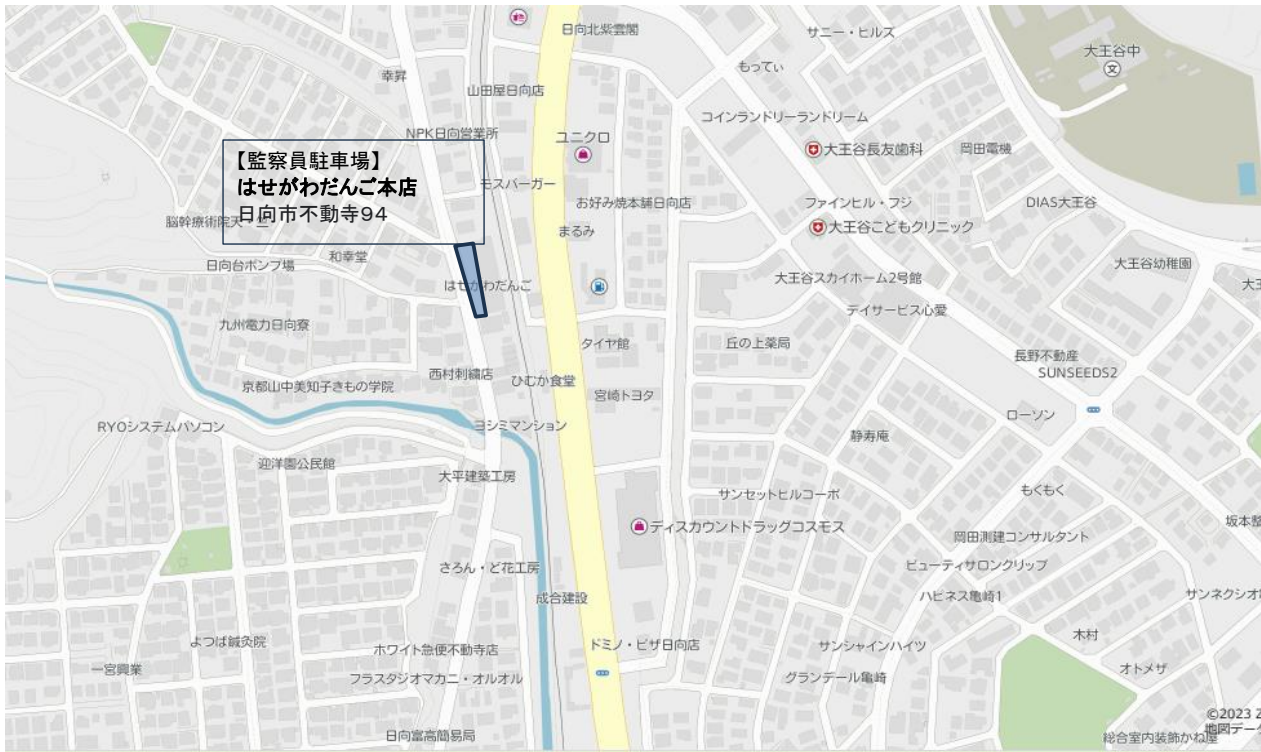 日向北紫雲閣
サニー・ヒルズ
大王谷中
文
もってい
幸昇
山田屋日向店
コインランドリーランドリーム
NPK日向営業所
ユニクロ
大王谷長友歯科
岡田電機
【監察員駐車場】
はせがわだんご本店
日向市不動寺94
モスバーガー
お好み焼本舗日向店
ファインヒル・フジ
DIAS大王谷
脳幹療術院天
まるみ
大王谷こどもクリニック
日向台ポンプ場
和幸堂
大王谷幼稚園
はせがわだんご
大王谷スカイホーム2号館
デイサービス心愛
九州電力日向寮
タイヤ館
丘の上薬局
長野不動産
SUNSEEDS2
西村刺繍店
ひむか食堂
京都山中美知子きもの学院
宮崎トヨタ
ローソン
RYOシステムパソコン
ヨシミマンション
静寿庵
迎洋園公民館
大平建築工房
サンセットヒルコーポ
もくもく
ディスカウントドラッグコスモス
岡田測建コンサルタント
さろん・ど花工房
ビューティサロンクリップ
成合建設
ハピネス亀崎1
よつば鍼灸院
ドミノ・ピザ日向店
サンシャインハイツ
木村
ホワイト急便不動寺店
一宮興業
オトメザ
フラスタジオマカニ・オルオル
グランデール亀崎
©2023 Z
地図データ
日向富高簡易局
総合室内装飾かね屋